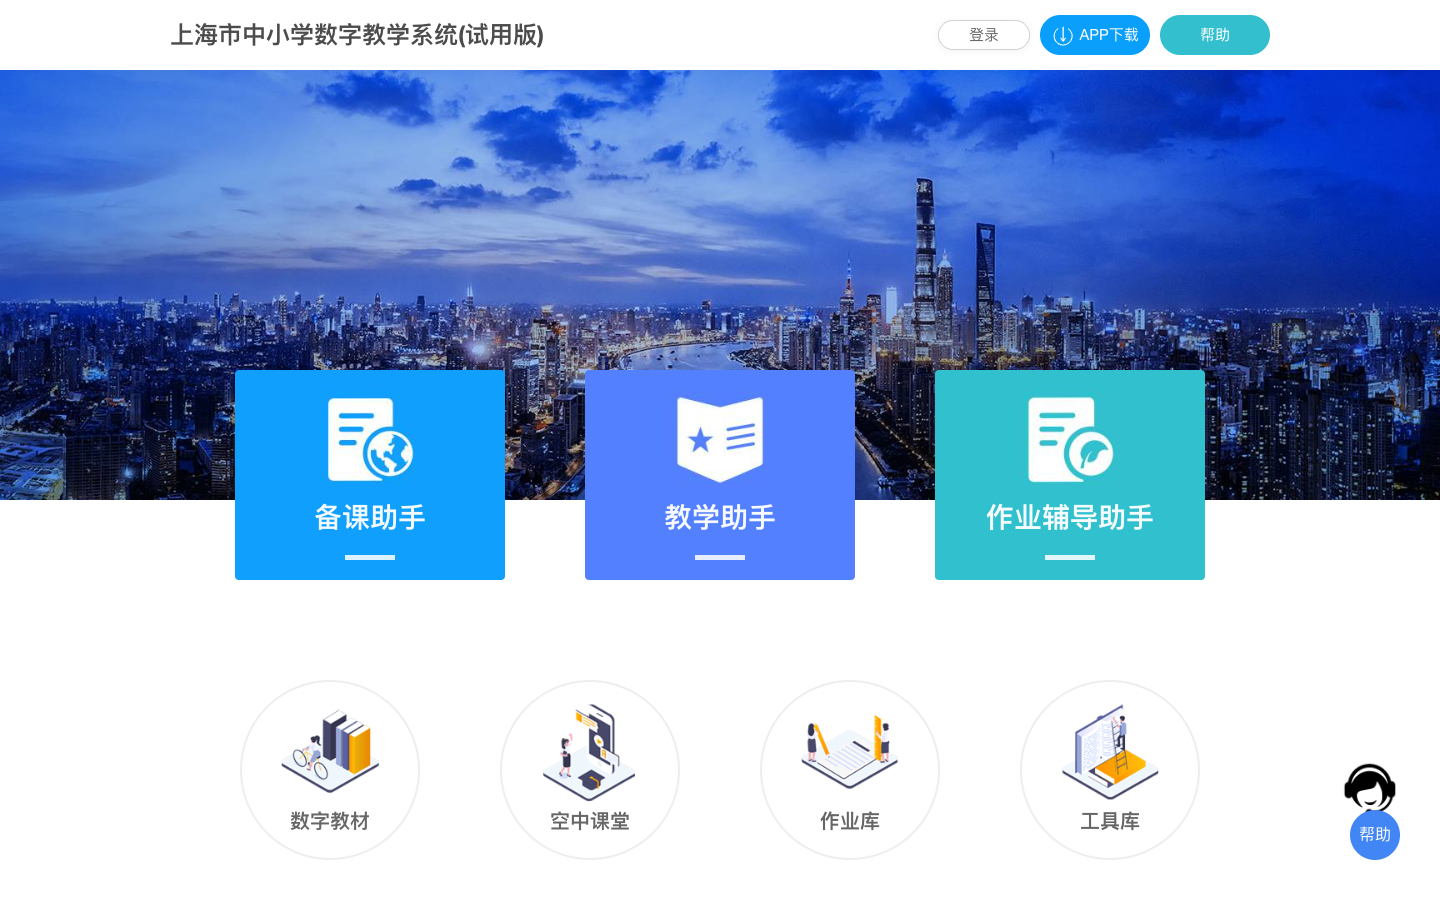 上海市中小学数字教学系统(试用版)
登录
APP下载
帮助
备课助手
教学助手
作业辅导助手
数字教材
空中课堂
作业库
工具库
帮助